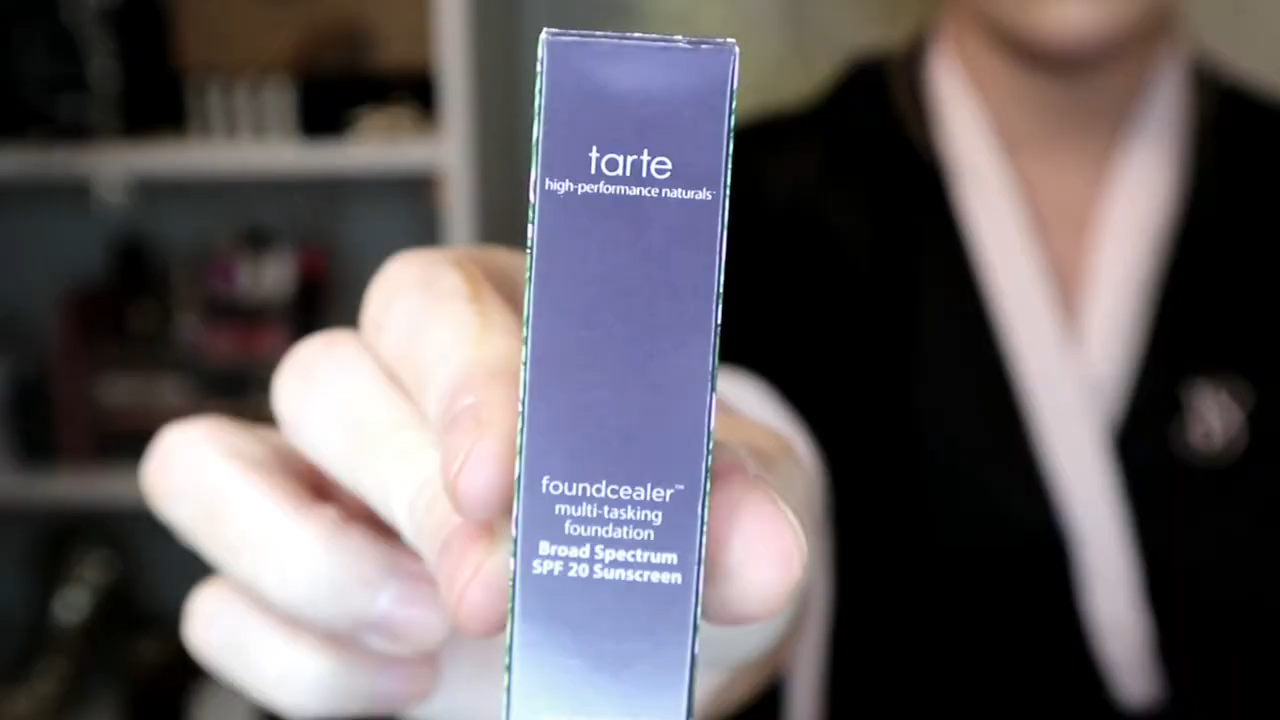 tarte
high-performance naturals™
foundcealer™
multi-tasking
foundation
Broad Spectrum
SPF 20 Sunscreen